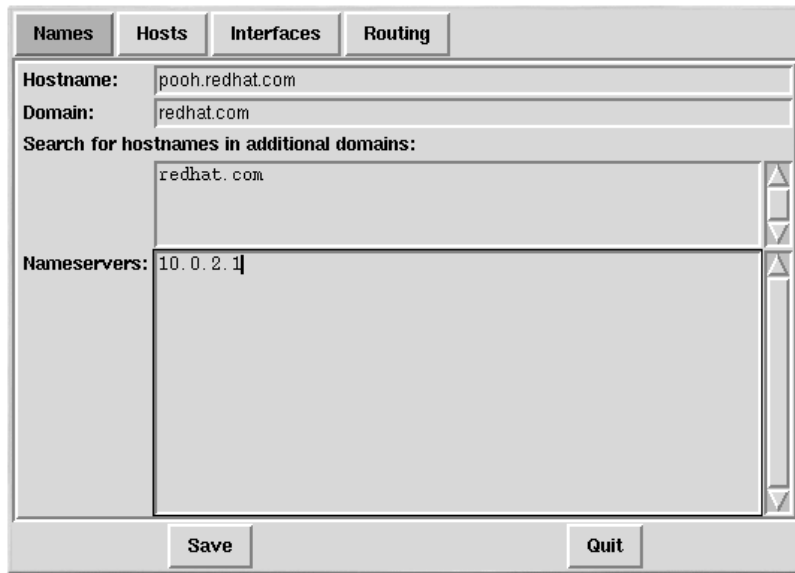 Names Hosts Interfaces Routing
Hostname: pooh.redhat.com
Domain: redhat.com
Search for hostnames in additional domains:
redhat.com
Nameservers: 10.0.2.1
Save Quit